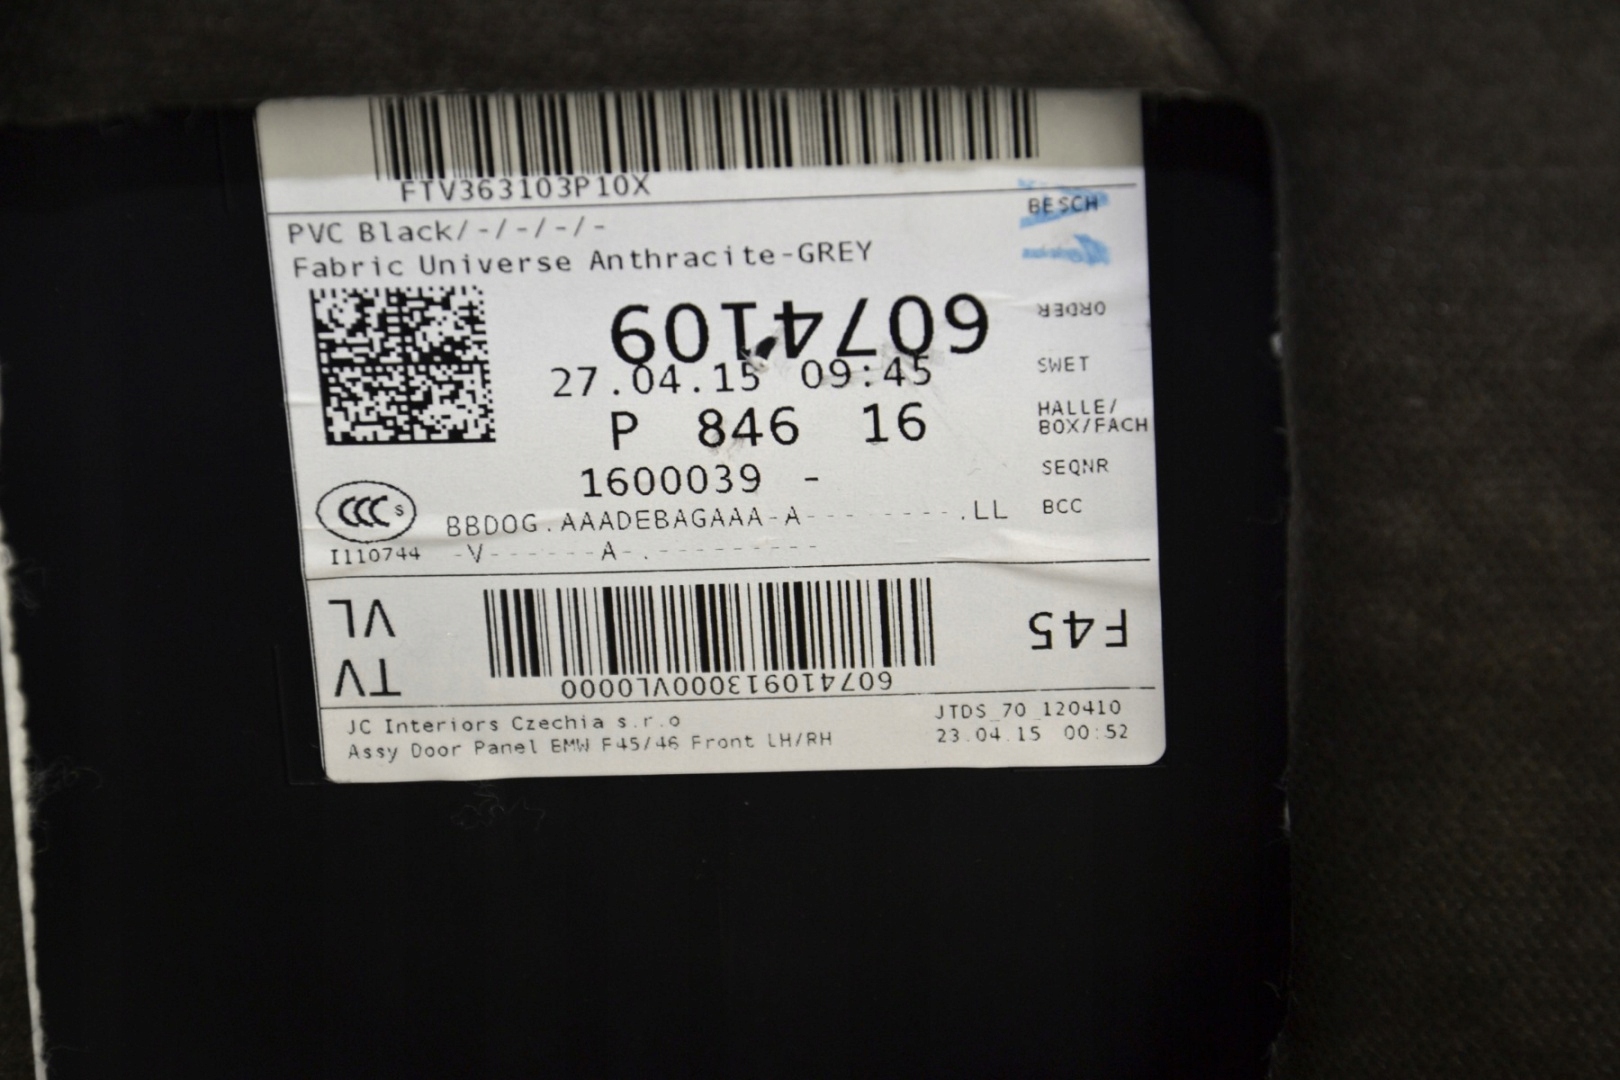 FTV363103P10X
PVC Black/-/-/-/-
BESCH
Fabric Universe Anthracite-GREY
6074109
ORDER
27.04.15 09:45
SWET
P 846 16
HALLE/
BOX/FACH
1600039 -
SEQNR
CCC S
BBDOG.AAADEBAGAAA-A--------.LL
BCC
I110744
-V------A-.---------
VL
F45
TV
607410913000VL0000
JC Interiors Czechia s.r.o
JTDS_70_120410
Assy Door Panel BMW F45/46 Front LH/RH
23.04.15 00:52